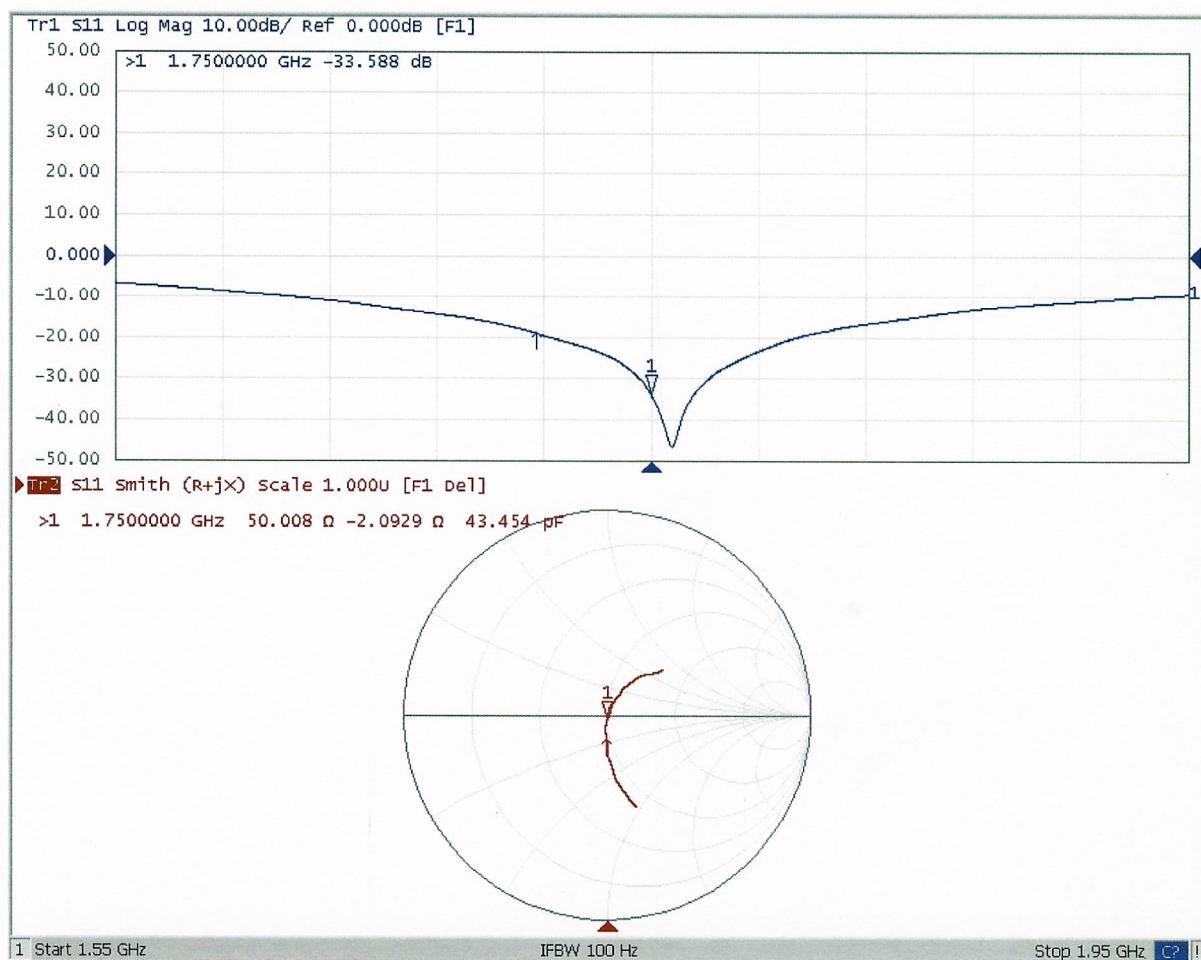 Tr1 S11 Log Mag 10.00dB/ Ref 0.000dB [F1]
50.00
>1 1.7500000 GHz -33.588 dB
40.00
30.00
20.00
10.00
0.000
-10.00
1
-20.00
1
-30.00
-40.00
-50.00
Tr2 S11 Smith (R+jX) Scale 1.000U [F1 Del]
>1 1.7500000 GHz 50.008 Ω -2.0929 Ω 43.454 pF
1
1 Start 1.55 GHz IFBW 100 Hz Stop 1.95 GHz C? !